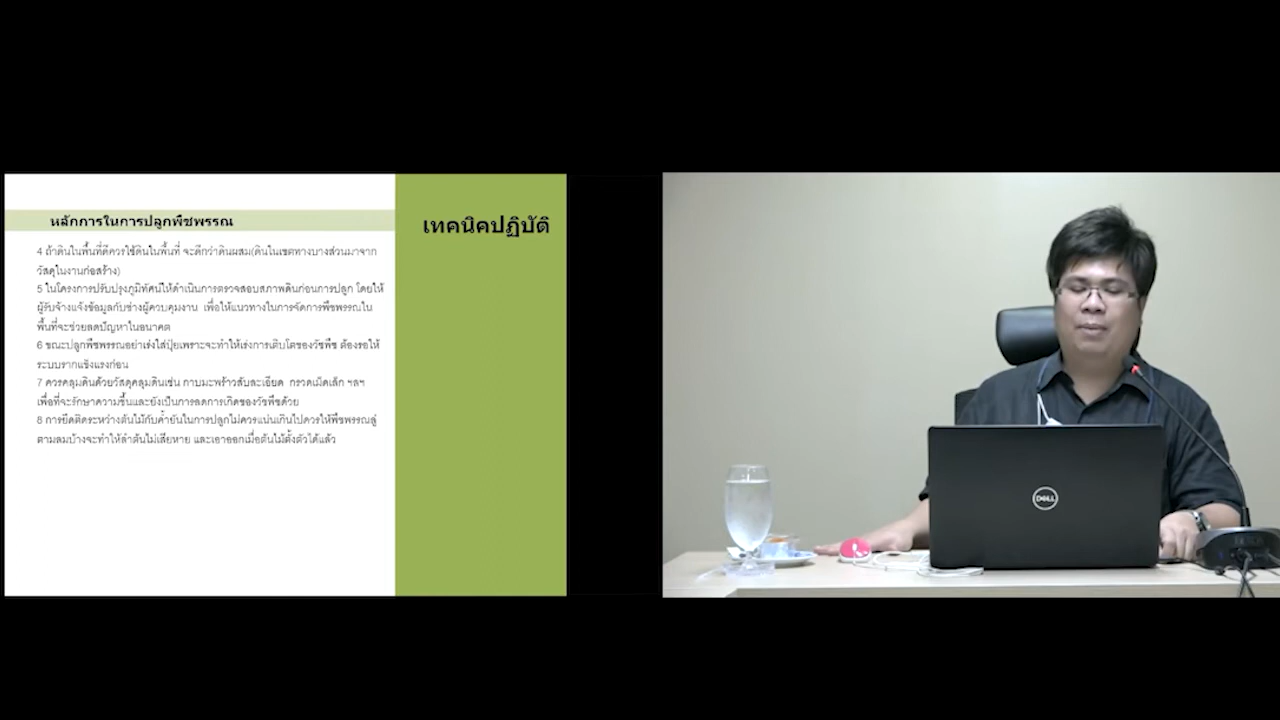 หลักการในการปลูกพืชพรรณ
เทคนิคปฏิบัติ
4 ถ้าดินในพื้นที่ดีควรใช้ดินในพื้นที่ จะดีกว่าดินผสม(ดินในเขตทางบางส่วนมาจาก
วัสดุในงานก่อสร้าง)
5 ในโครงการปรับปรุงภูมิทัศน์ให้ดำเนินการตรวจสอบสภาพดินก่อนการปลูก โดยให้
ผู้รับจ้างแจ้งข้อมูลกับช่างผู้ควบคุมงาน เพื่อให้แนวทางในการจัดการพืชพรรณใน
พื้นที่จะช่วยลดปัญหาในอนาคต
6 ขณะปลูกพืชพรรณอย่าเร่งใส่ปุ๋ยเพราะจะทำให้เร่งการเติบโตของวัชพืช ต้องรอให้
ระบบรากแข็งแรงก่อน
7 ควรคลุมดินด้วยวัสดุคลุมดินเช่น กาบมะพร้าวสับละเอียด กรวดเม็ดเล็ก ฯลฯ
เพื่อที่จะรักษาความชื้นและยังเป็นการลดการเกิดของวัชพืชด้วย
8 การยึดติดระหว่างต้นไม้กับค้ำยันในการปลูกไม่ควรแน่นเกินไปควรให้พืชพรรณลู่
ตามลมบ้างจะทำให้ลำต้นไม่เสียหาย และเอาออกเมื่อต้นไม้ตั้งตัวได้แล้ว
DELL